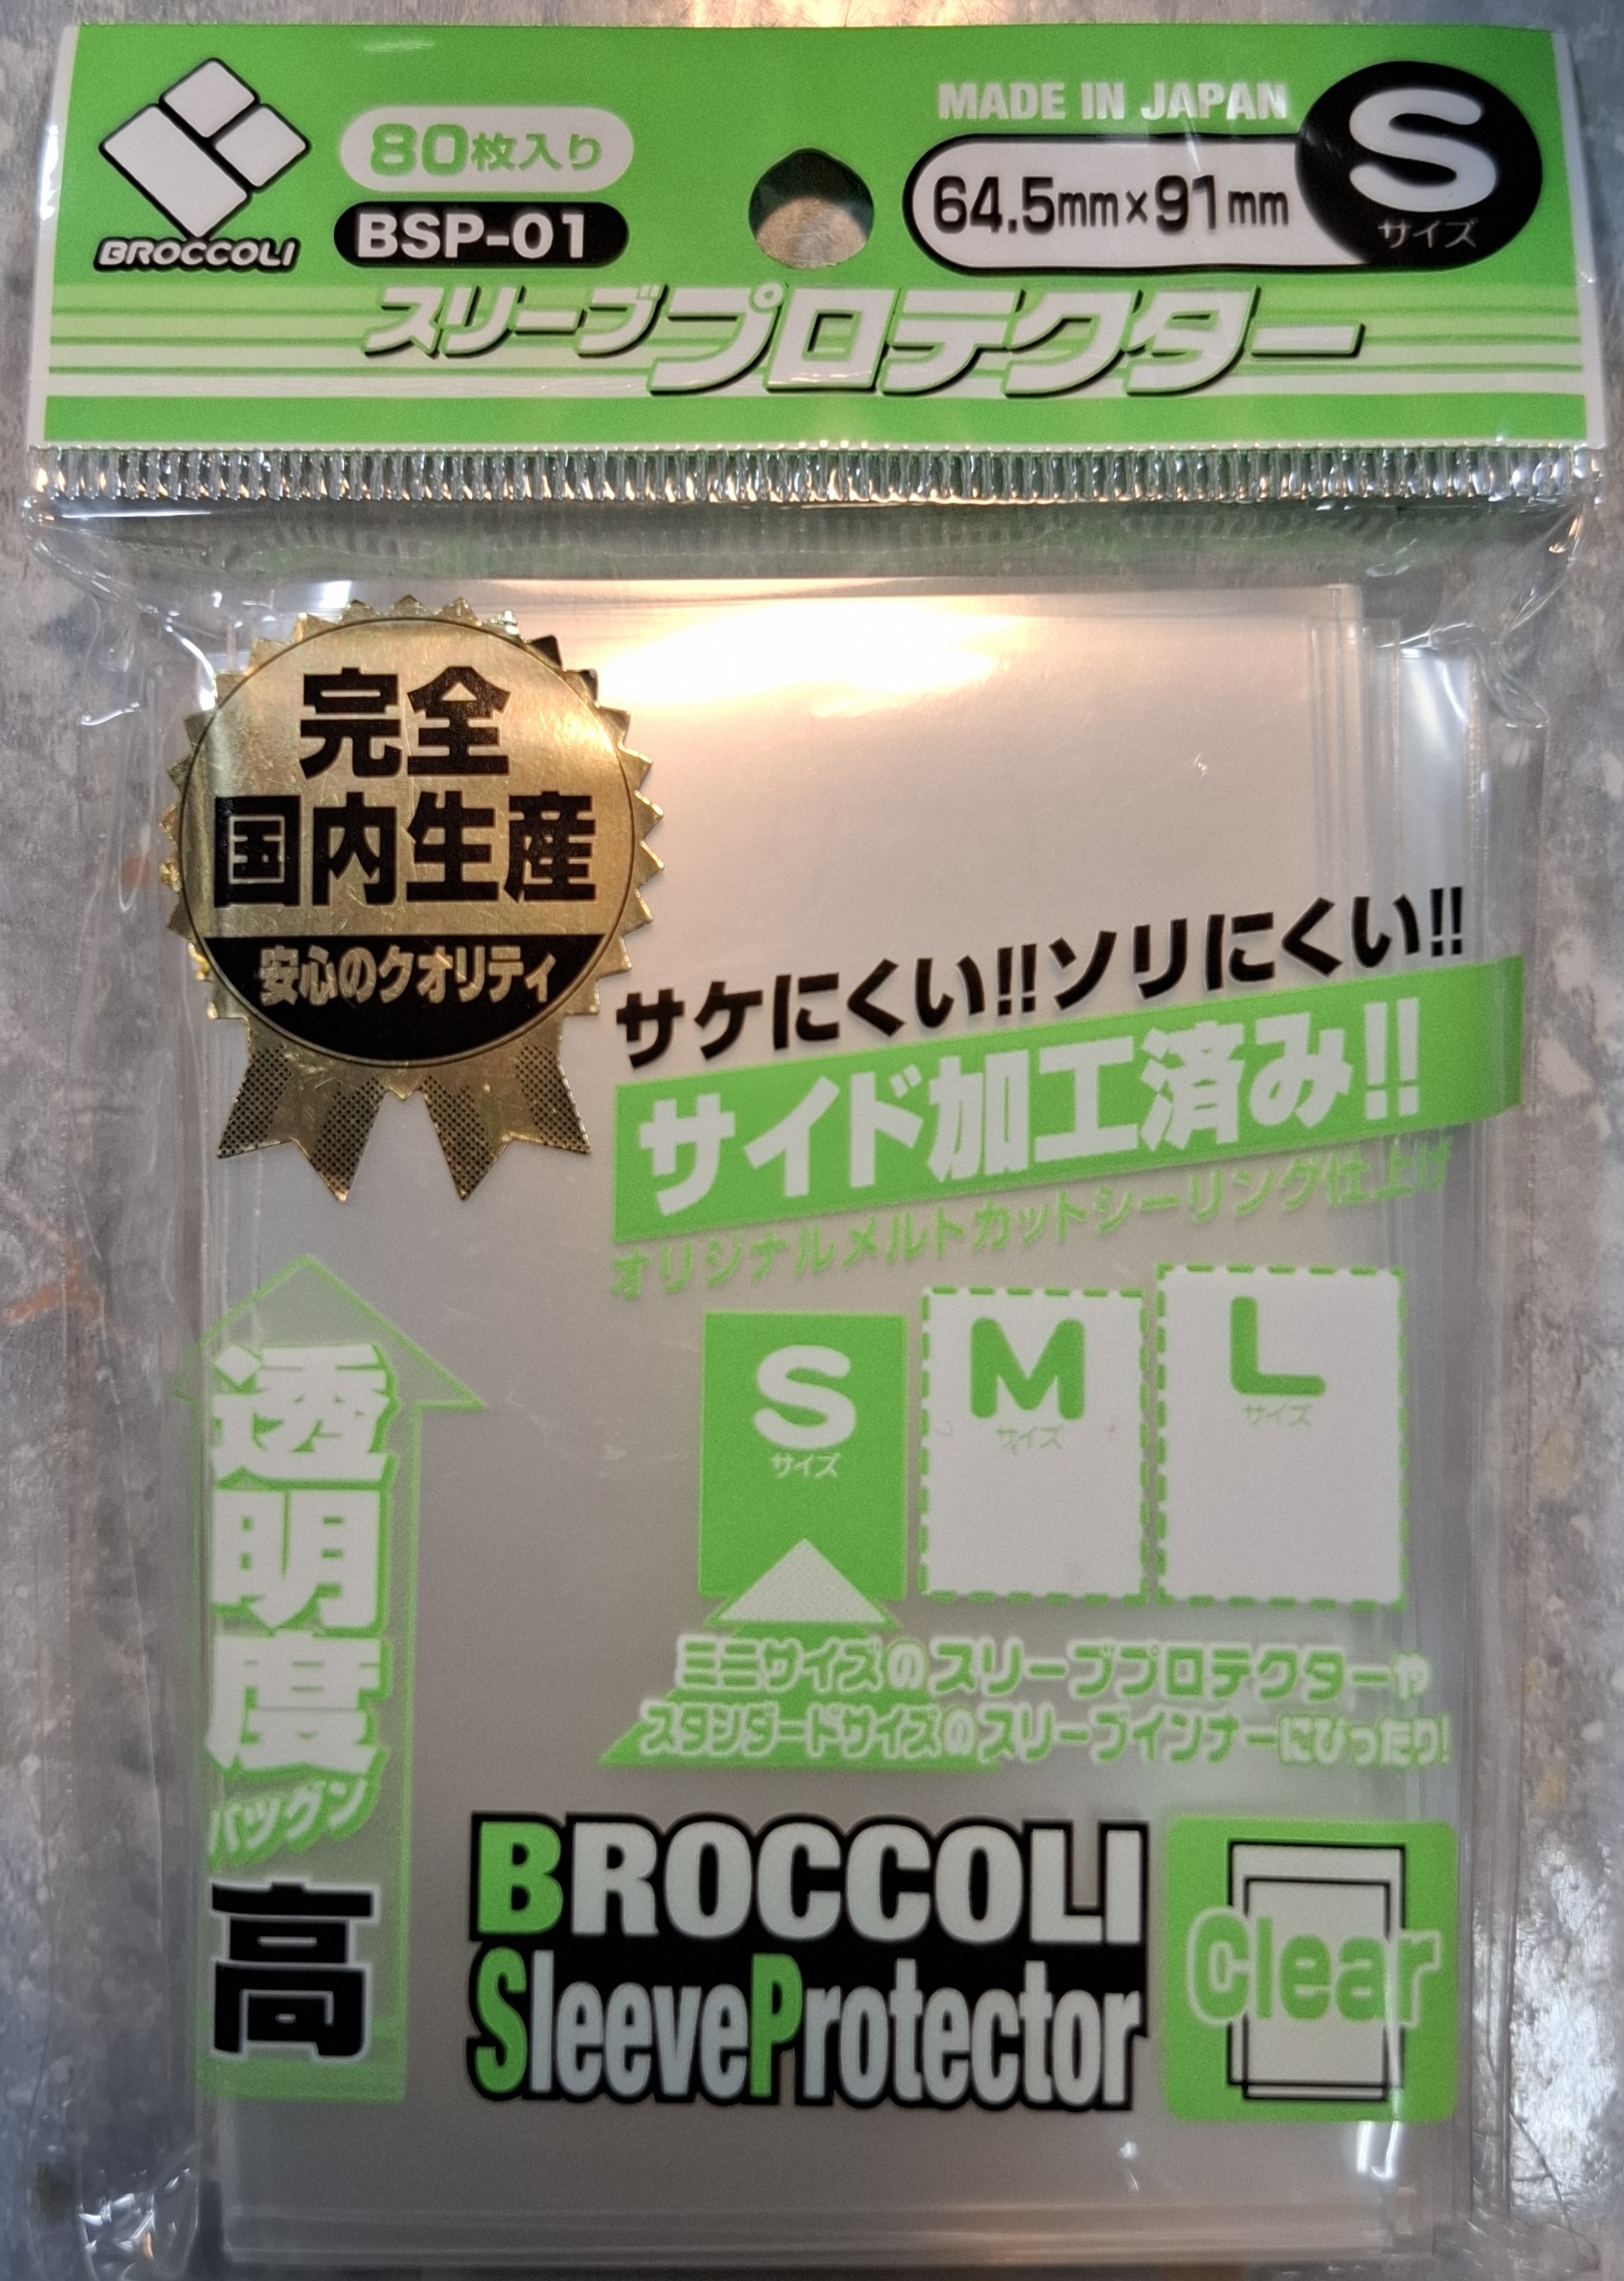 BROCCOLI
80枚入り
BSP-01
MADE IN JAPAN
64.5mm×91mm
S
サイズ
スリーブプロテクター
完全
国内生産
安心のクオリティ
サケにくい!!ソリにくい!!
サイド加工済み!!
オリジナルメルトカットシーリング仕上げ
S
サイズ
M
サイズ
L
サイズ
ミニサイズのスリーブプロテクターや
スタンダードサイズのスリーブインナーにぴったり!
透明度
バツグン
高
BROCCOLI
SleeveProtector
Clear